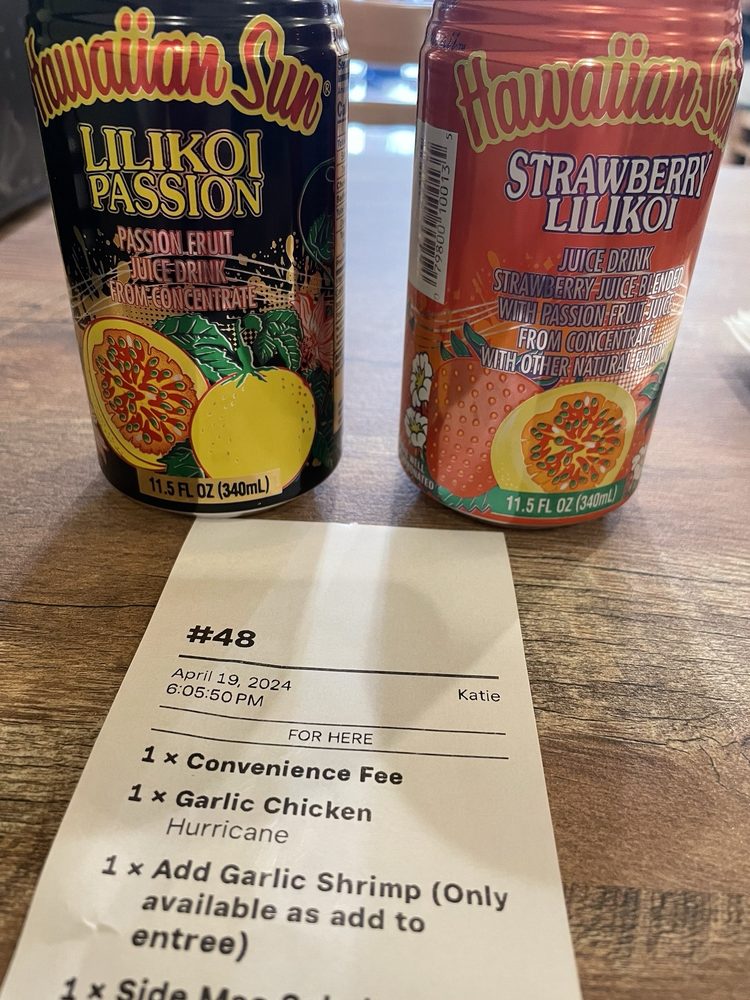 Hawaiian Sun®
LILIKOI
PASSION
PASSION FRUIT
JUICE DRINK
FROM CONCENTRATE
11.5 FL OZ (340mL)
Hawaiian
STRAWBERRY
LILIKOI
JUICE DRINK
STRAWBERRY JUICE BLENDED
WITH PASSION FRUIT JUICE
FROM CONCENTRATE
WITH OTHER NATURAL FLAVOR
11.5 FL OZ (340mL)
#48
April 19, 2024
6:05:50 PM
Katie
FOR HERE
1 × Convenience Fee
1 × Garlic Chicken
Hurricane
1 × Add Garlic Shrimp (Only
available as add to
entree)
1 × Side